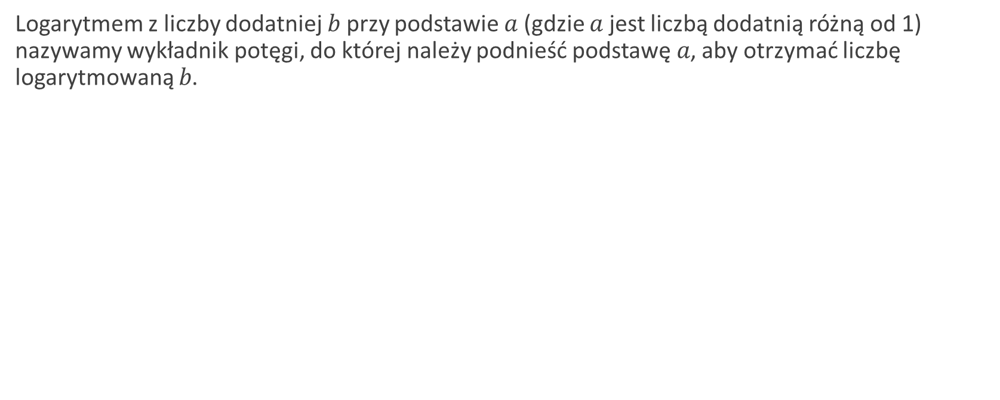 Logarytmem z liczby dodatniej b przy podstawie a (gdzie a jest liczbą dodatnią różną od 1)
nazywamy wykładnik potęgi, do której należy podnieść podstawę a, aby otrzymać liczbę
logarytmowaną b.